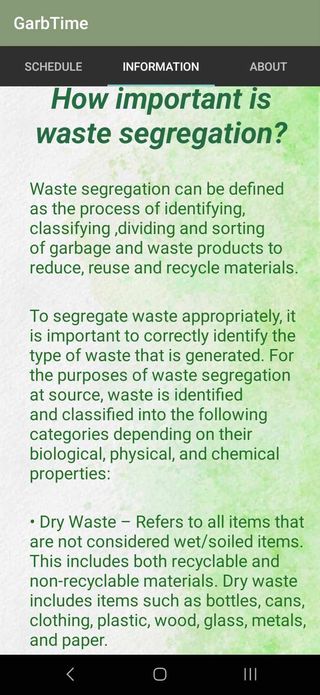 GarbTime
SCHEDULE INFORMATION ABOUT
How important is
waste segregation?
Waste segregation can be defined
as the process of identifying,
classifying ,dividing and sorting
of garbage and waste products to
reduce, reuse and recycle materials.
To segregate waste appropriately, it
is important to correctly identify the
type of waste that is generated. For
the purposes of waste segregation
at source, waste is identified
and classified into the following
categories depending on their
biological, physical, and chemical
properties:
• Dry Waste – Refers to all items that
are not considered wet/soiled items.
This includes both recyclable and
non-recyclable materials. Dry waste
includes items such as bottles, cans,
clothing, plastic, wood, glass, metals,
and paper.